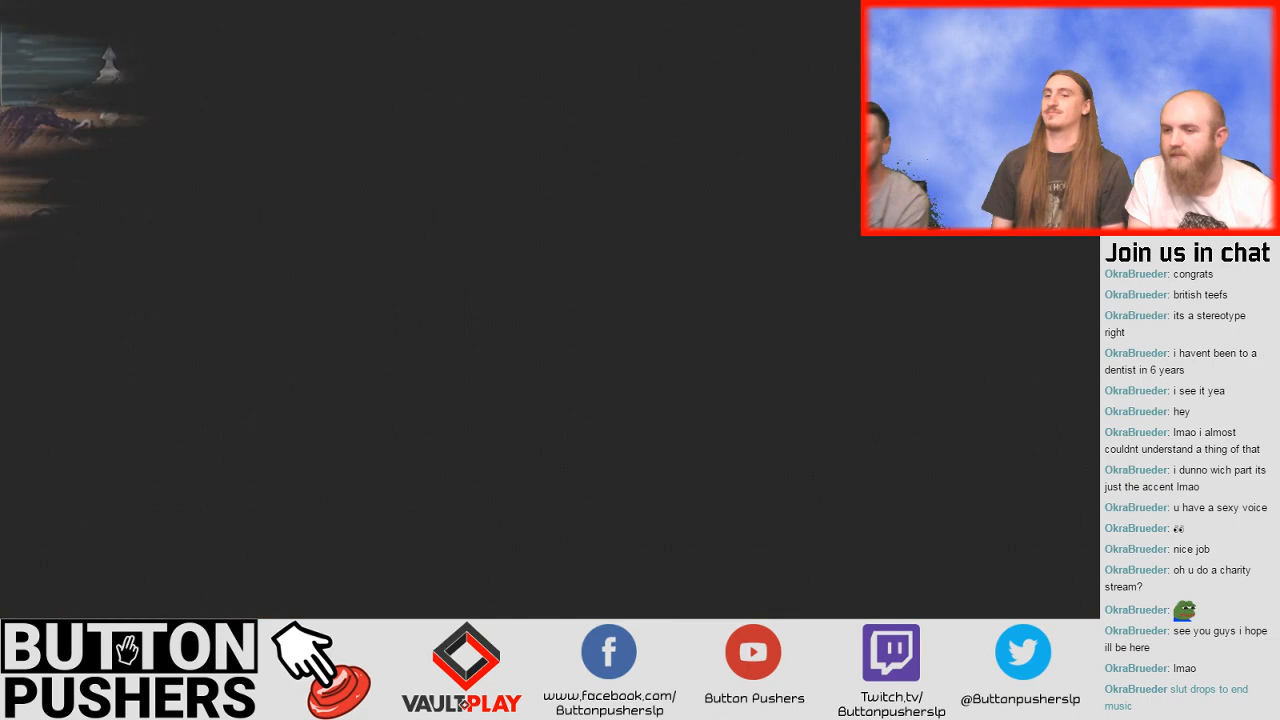 Join us in chat
OkraBrueder: congrats
OkraBrueder: british teefs
OkraBrueder: its a stereotype
right
OkraBrueder: i havent been to a
dentist in 6 years
OkraBrueder: i see it yea
OkraBrueder: hey
OkraBrueder: lmao i almost
couldnt understand a thing of that
OkraBrueder: i dunno wich part its
just the accent lmao
OkraBrueder: u have a sexy voice
OkraBrueder: 👀
OkraBrueder: nice job
OkraBrueder: oh u do a charity
stream?
OkraBrueder:
OkraBrueder: see you guys i hope
ill be here
OkraBrueder: lmao
OkraBrueder slut drops to end
music
BUTTON
PUSHERS
VAULTPLAY
www.facebook.com/
Buttonpusherslp
Button Pushers
Twitch.tv/
Buttonpusherslp
@Buttonpusherslp